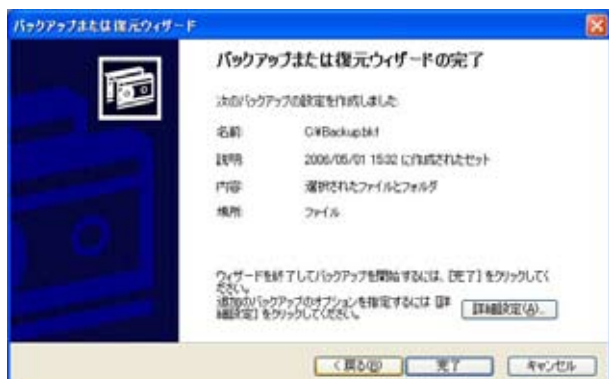 バックアップまたは復元ウィザード
バックアップまたは復元ウィザードの完了
次のバックアップの設定を作成しました:
名前: C:¥Backup.bkf
説明: 2006/05/01 15:32 に作成されたセット
内容: 選択されたファイルとフォルダ
場所: ファイル
ウィザードを終了してバックアップを開始するには、[完了] をクリックしてく
ださい。
追加のバックアップのオプションを指定するには [詳
細設定] をクリックしてください。
詳細設定(A)...
< 戻る(B)
完了
キャンセル